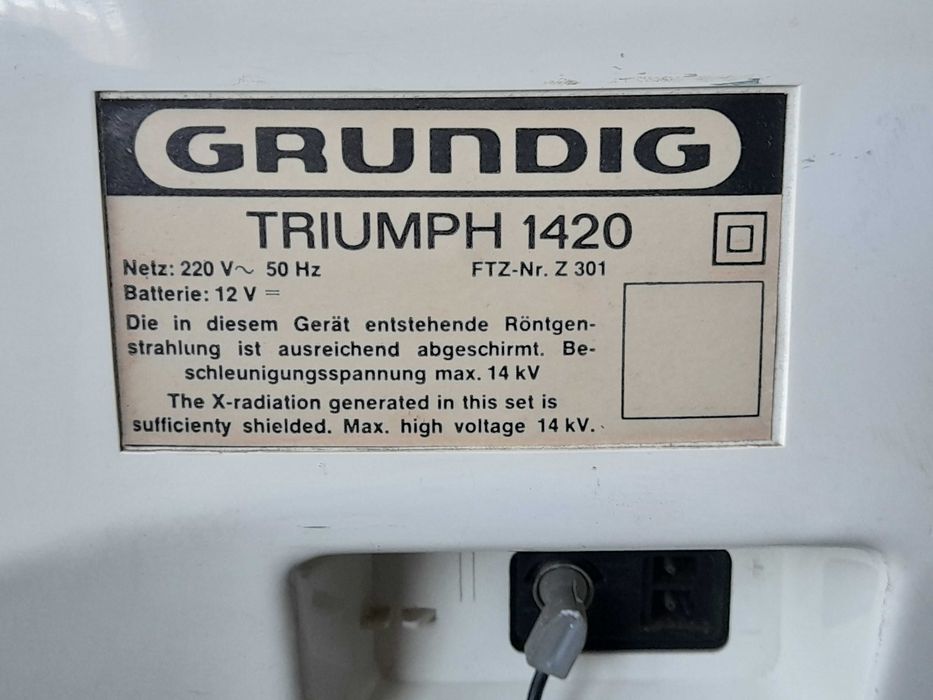 GRUNDIG
TRIUMPH 1420
Netz: 220 V~ 50 Hz FTZ-Nr. Z 301
Batterie: 12 V =
Die in diesem Gerät entstehende Röntgen-
strahlung ist ausreichend abgeschirmt. Be-
schleunigungsspannung max. 14 kV
The X-radiation generated in this set is
sufficienty shielded. Max. high voltage 14 kV.